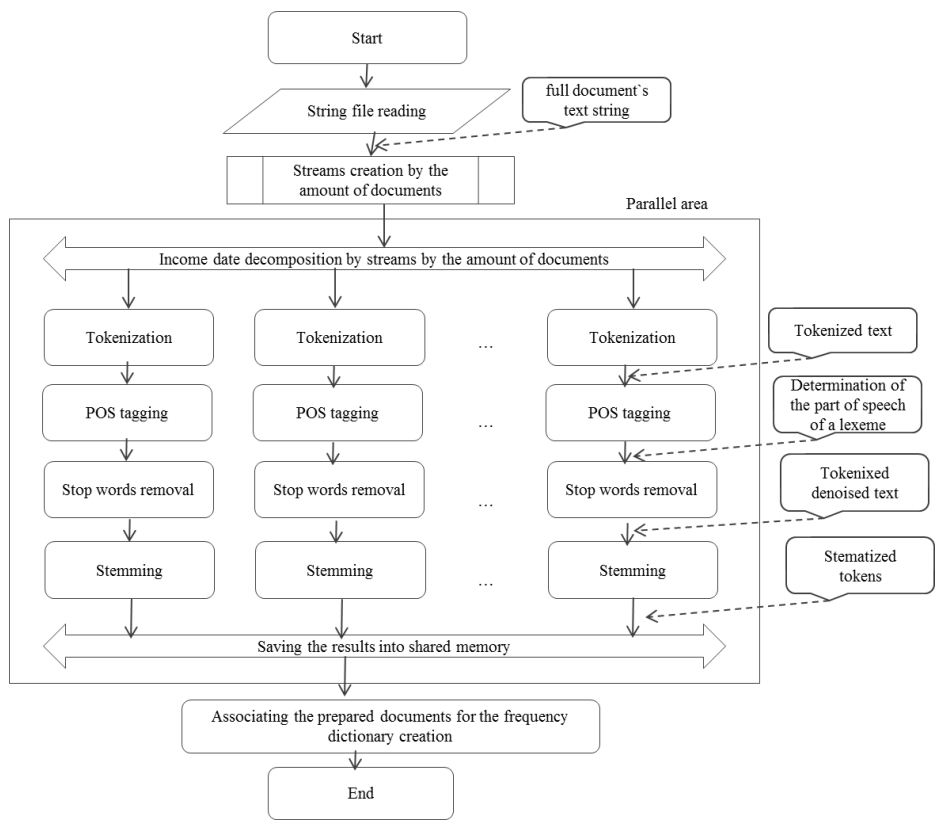 Start
String file reading
full document`s
text string
Streams creation by the
amount of documents
Parallel area
Income date decomposition by streams by the amount of documents
Tokenization
Tokenization
...
Tokenization
Tokenized text
POS tagging
POS tagging
...
POS tagging
Determination of
the part of speech
of a lexeme
Stop words removal
Stop words removal
...
Stop words removal
Tokenixed
denoised text
Stemming
Stemming
...
Stemming
Stematized
tokens
Saving the results into shared memory
Associating the prepared documents for the frequency
dictionary creation
End